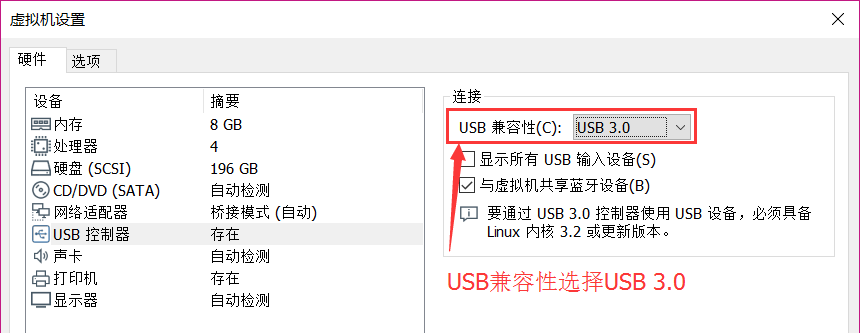 虚拟机设置
硬件 选项
设备 摘要
内存 8 GB
处理器 4
硬盘 (SCSI) 196 GB
CD/DVD (SATA) 自动检测
网络适配器 桥接模式 (自动)
USB 控制器 存在
声卡 自动检测
打印机 存在
显示器 自动检测
连接
USB 兼容性(C): USB 3.0
显示所有 USB 输入设备(S)
与虚拟机共享蓝牙设备(B)
要通过 USB 3.0 控制器使用 USB 设备，必须具备
Linux 内核 3.2 或更新版本。
USB兼容性选择USB 3.0